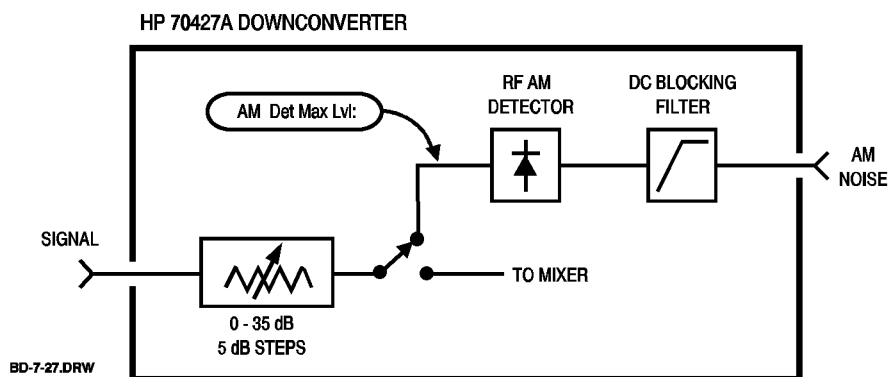 HP 70427A DOWNCONVERTER
RF AM
DETECTOR
DC BLOCKING
FILTER
AM Det Max Lvl:
AM
NOISE
SIGNAL
TO MIXER
0 - 35 dB
5 dB STEPS
BD-7-27.DRW